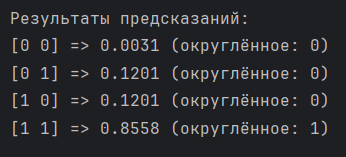 Результаты предсказаний:
[0 0] => 0.0031 (округлённое: 0)
[0 1] => 0.1201 (округлённое: 0)
[1 0] => 0.1201 (округлённое: 0)
[1 1] => 0.8558 (округлённое: 1)